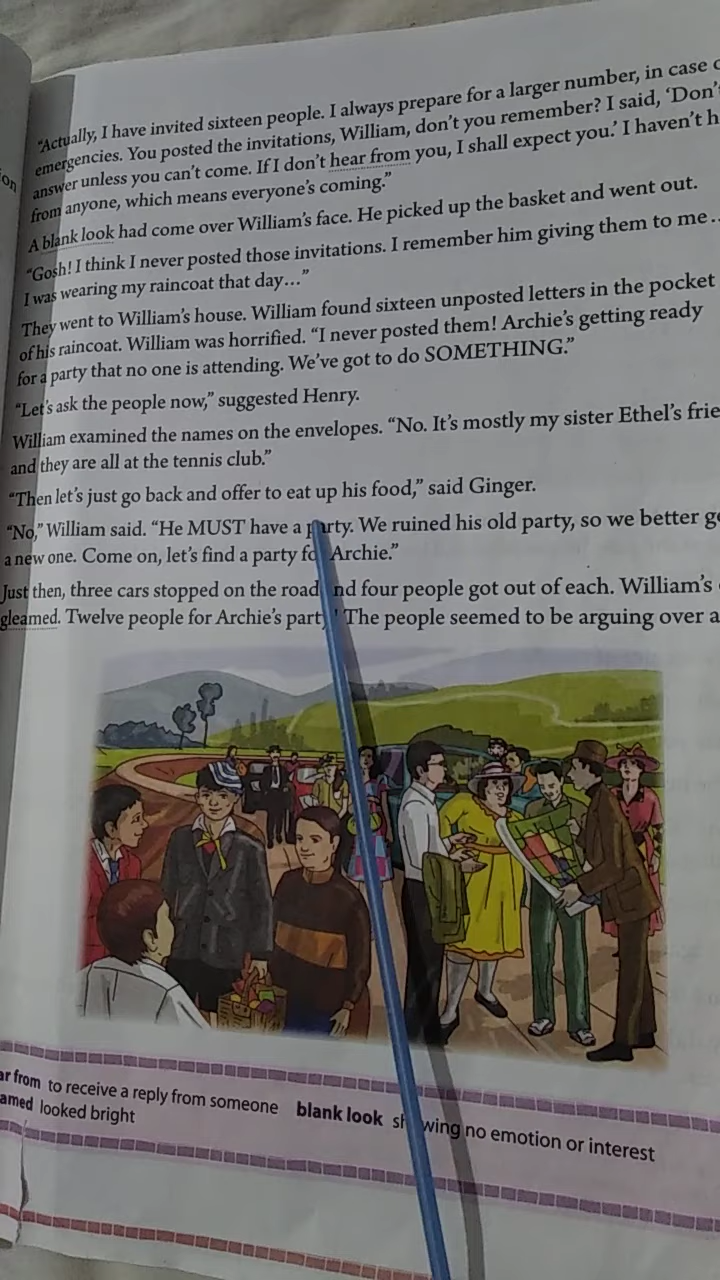 on
"Actually, I have invited sixteen people. I always prepare for a larger number, in case
emergencies. You posted the invitations, William, don't you remember? I said, 'Don't
answer unless you can't come. If I don't hear from you, I shall expect you.' I haven't h
from anyone, which means everyone's coming."
A blank look had come over William's face. He picked up the basket and went out.
"Gosh! I think I never posted those invitations. I remember him giving them to me...
I was wearing my raincoat that day..."
They went to William's house. William found sixteen unposted letters in the pocket
of his raincoat. William was horrified. "I never posted them! Archie's getting ready
for a party that no one is attending. We've got to do SOMETHING."
"Let's ask the people now," suggested Henry.
William examined the names on the envelopes. "No. It's mostly my sister Ethel's frie
and they are all at the tennis club."
"Then let's just go back and offer to eat up his food," said Ginger.
"No," William said. "He MUST have a party. We ruined his old party, so we better g
a new one. Come on, let's find a party fo Archie."
Just then, three cars stopped on the road nd four people got out of each. William's
gleamed. Twelve people for Archie's party! The people seemed to be arguing over a
ar from to receive a reply from someone blank look showing no emotion or interest
amed looked bright